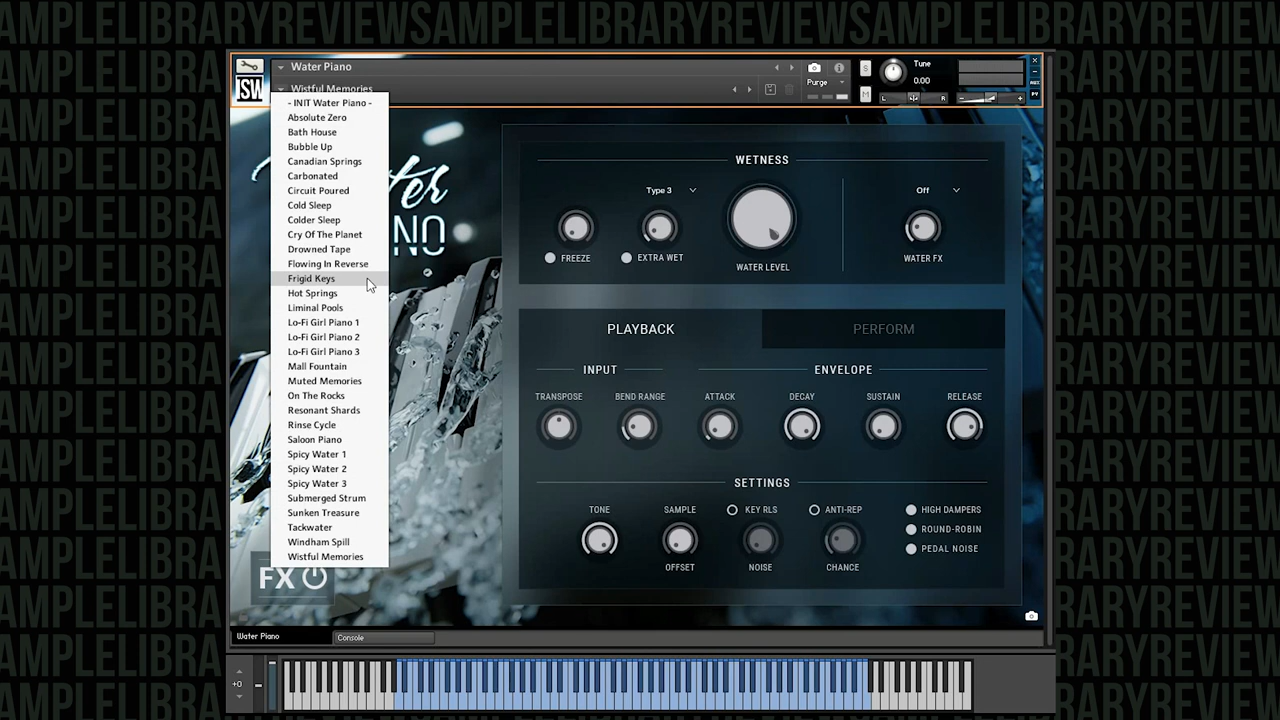 SAMPLELIBRARYREVIEWS
Water Piano
Wistful Memories
ISW
Purge
S
M
Tune
0.00
L
R
- INIT Water Piano -
Absolute Zero
Bath House
Bubble Up
Canadian Springs
Carbonated
Circuit Poured
Cold Sleep
Colder Sleep
Cry Of The Planet
Drowned Tape
Flowing In Reverse
Frigid Keys
Hot Springs
Liminal Pools
Lo-Fi Girl Piano 1
Lo-Fi Girl Piano 2
Lo-Fi Girl Piano 3
Mall Fountain
Muted Memories
On The Rocks
Resonant Shards
Rinse Cycle
Saloon Piano
Spicy Water 1
Spicy Water 2
Spicy Water 3
Submerged Strum
Sunken Treasure
Tackwater
Windham Spill
Wistful Memories
FX
WETNESS
Type 3
Off
FREEZE
EXTRA WET
WATER LEVEL
WATER FX
PLAYBACK
PERFORM
INPUT
ENVELOPE
TRANSPOSE
BEND RANGE
ATTACK
DECAY
SUSTAIN
RELEASE
SETTINGS
TONE
SAMPLE
KEY RLS
ANTI-REP
HIGH DAMPERS
ROUND-ROBIN
PEDAL NOISE
OFFSET
NOISE
CHANCE
Water Piano
Console
+0